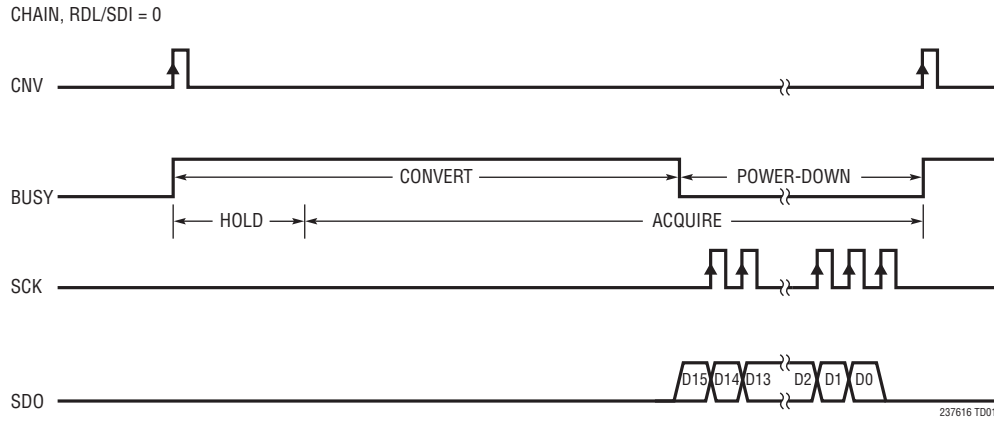 CHAIN, RDL/SDI = 0
CNV
BUSY
CONVERT
POWER-DOWN
HOLD
ACQUIRE
SCK
SDO
D15 D14 D13 D2 D1 D0
237616 TD01